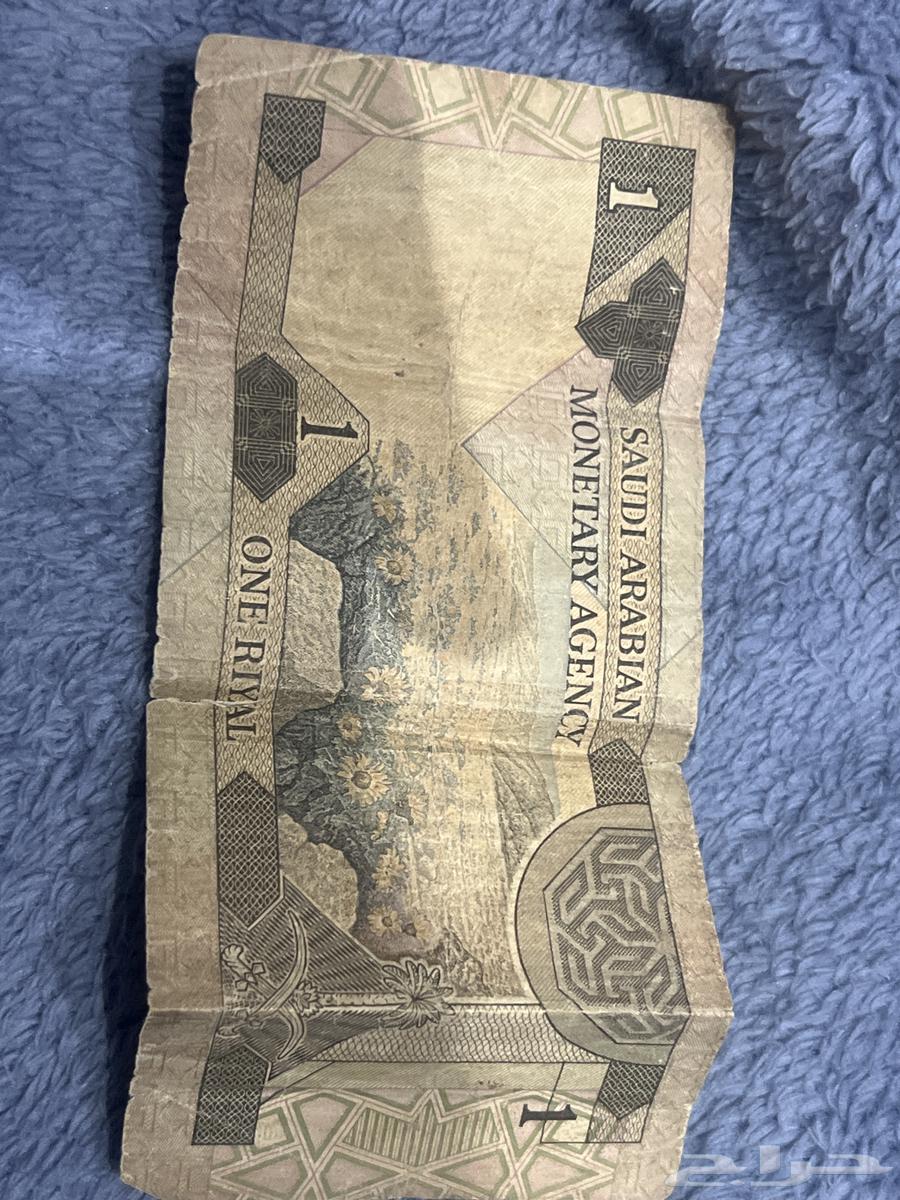 1
SAUDI ARABIAN
MONETARY AGENCY
1
1
ONE RIYAL
حراج